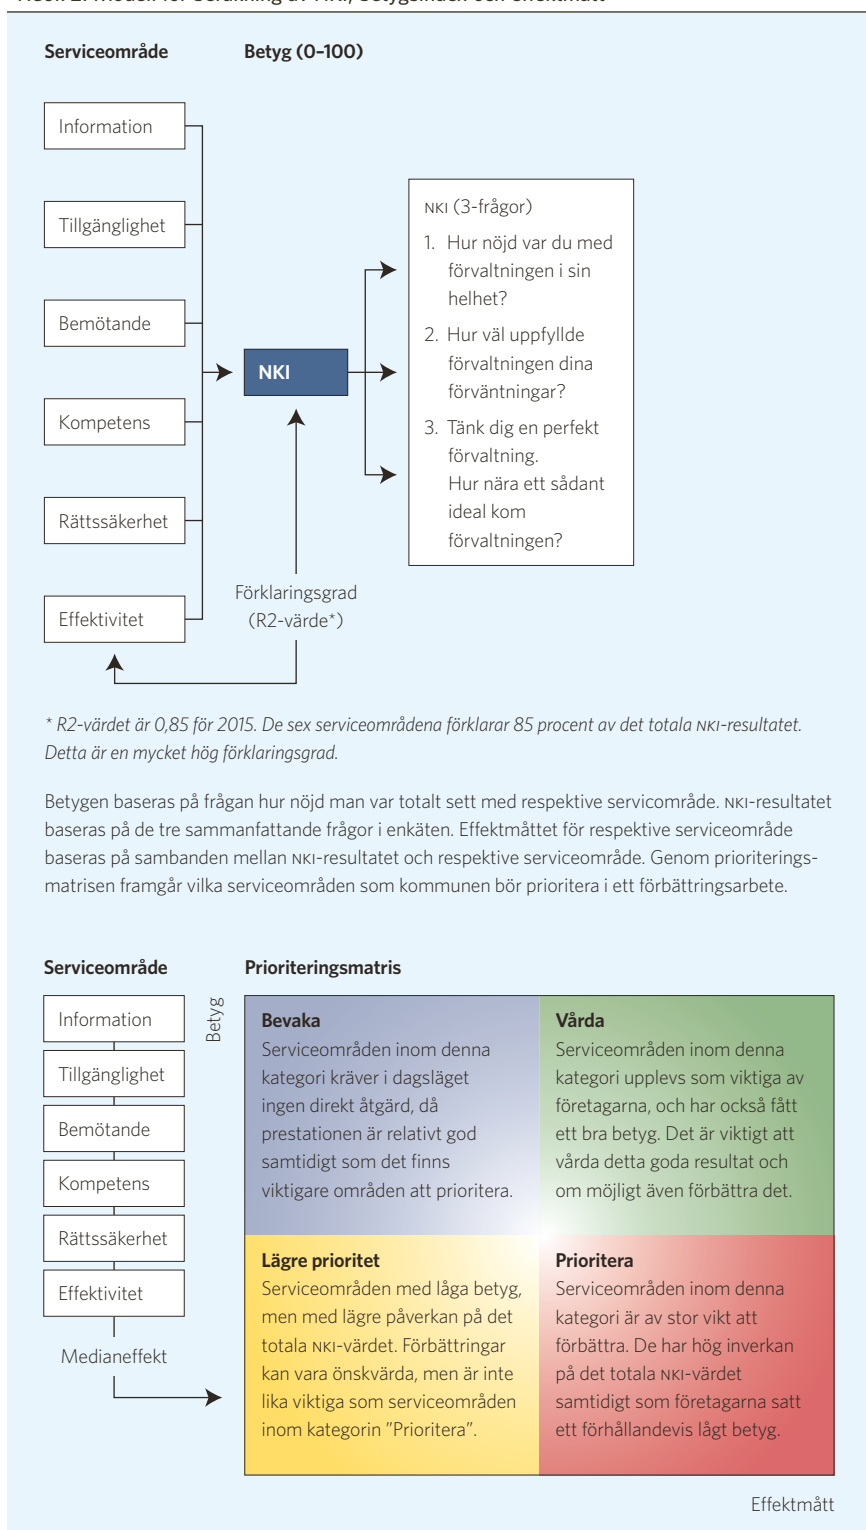 Serviceområde
Betyg (0–100)
Information
Tillgänglighet
Bemötande
Kompetens
Rättssäkerhet
Effektivitet
NKI
NKI (3-frågor)
1. Hur nöjd var du med
förvaltningen i sin
helhet?
2. Hur väl uppfyllde
förvaltningen dina
förväntningar?
3. Tänk dig en perfekt
förvaltning.
Hur nära ett sådant
ideal kom
förvaltningen?
Förklaringsgrad
(R2-värde*)
* R2-värdet är 0,85 för 2015. De sex serviceområdena förklarar 85 procent av det totala NKI-resultatet.
Detta är en mycket hög förklaringsgrad.
Betygen baseras på frågan hur nöjd man var totalt sett med respektive servicområde. NKI-resultatet
baseras på de tre sammanfattande frågor i enkäten. Effektmåttet för respektive serviceområde
baseras på sambanden mellan NKI-resultatet och respektive serviceområde. Genom prioriterings-
matrisen framgår vilka serviceområden som kommunen bör prioritera i ett förbättringsarbete.
Serviceområde
Prioriteringsmatris
Information
Tillgänglighet
Bemötande
Kompetens
Rättssäkerhet
Effektivitet
Medianeffekt
Betyg
Bevaka
Serviceområden inom denna
kategori kräver i dagsläget
ingen direkt åtgärd, då
prestationen är relativt god
samtidigt som det finns
viktigare områden att prioritera.
Vårda
Serviceområden inom denna
kategori upplevs som viktiga av
företagarna, och har också fått
ett bra betyg. Det är viktigt att
vårda detta goda resultat och
om möjligt även förbättra det.
Lägre prioritet
Serviceområden med låga betyg,
men med lägre påverkan på det
totala NKI-värdet. Förbättringar
kan vara önskvärda, men är inte
lika viktiga som serviceområden
inom kategorin ”Prioritera”.
Prioritera
Serviceområden inom denna
kategori är av stor vikt att
förbättra. De har hög inverkan
på det totala NKI-värdet
samtidigt som företagarna satt
ett förhållandevis lågt betyg.
Effektmått